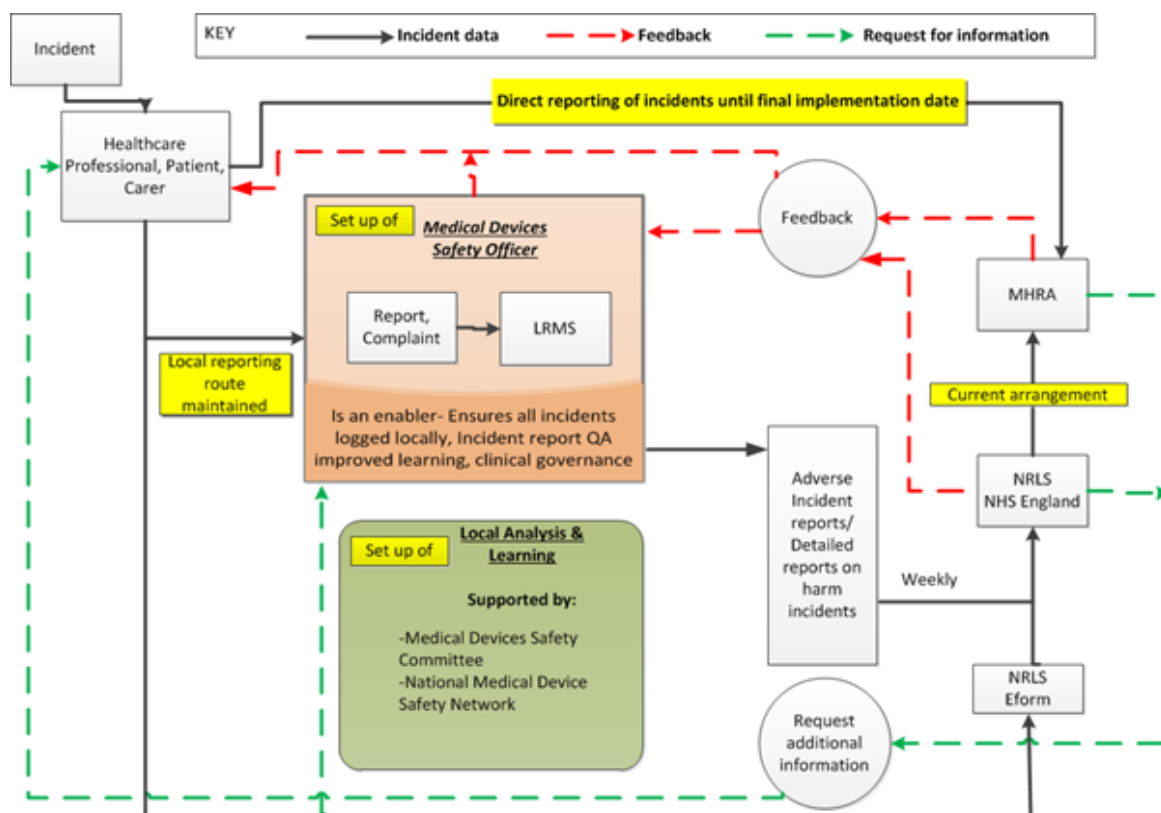 Incident
KEY
Incident data
Feedback
Request for information
Direct reporting of incidents until final implementation date
Healthcare
Professional, Patient,
Carer
Set up of
Medical Devices
Safety Officer
Feedback
MHRA
Report,
Complaint
LRMS
Local reporting
route
maintained
Current arrangement
Is an enabler- Ensures all incidents
logged locally, Incident report QA
improved learning, clinical governance
Adverse
Incident
reports/
Detailed
reports on
harm
incidents
NRLS
NHS England
Set up of
Local Analysis &
Learning
Weekly
Supported by:
-Medical Devices Safety
Committee
-National Medical Device
Safety Network
NRLS
Eform
Request
additional
information